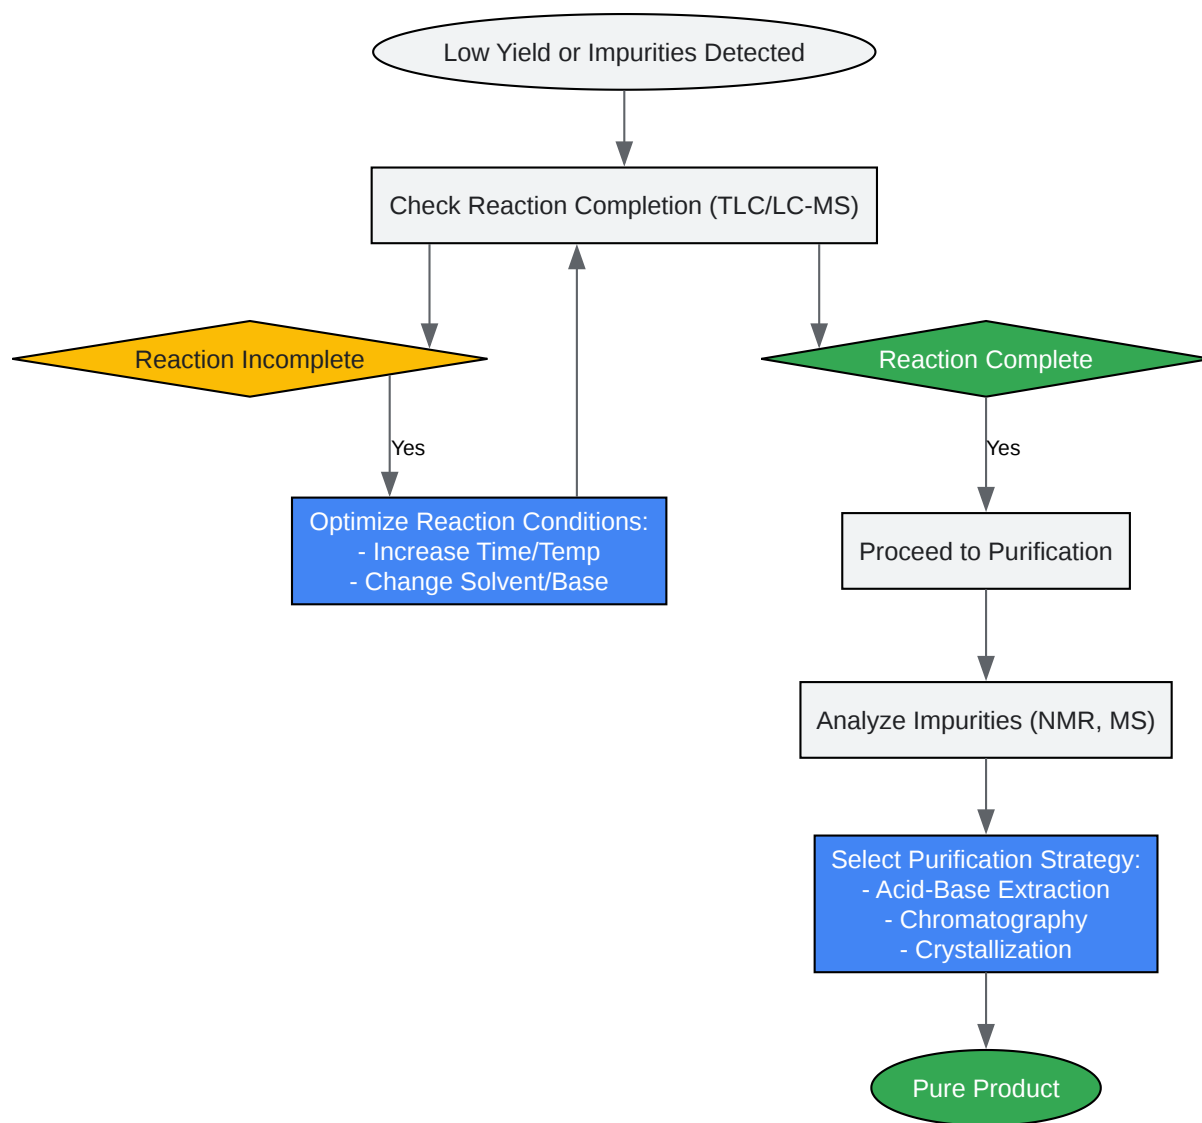 Low Yield or Impurities Detected
Check Reaction Completion (TLC/LC-MS)
Reaction Incomplete
Reaction Complete
Yes
Yes
Optimize Reaction Conditions:
- Increase Time/Temp
- Change Solvent/Base
Proceed to Purification
Analyze Impurities (NMR, MS)
Select Purification Strategy:
- Acid-Base Extraction
- Chromatography
- Crystallization
Pure Product